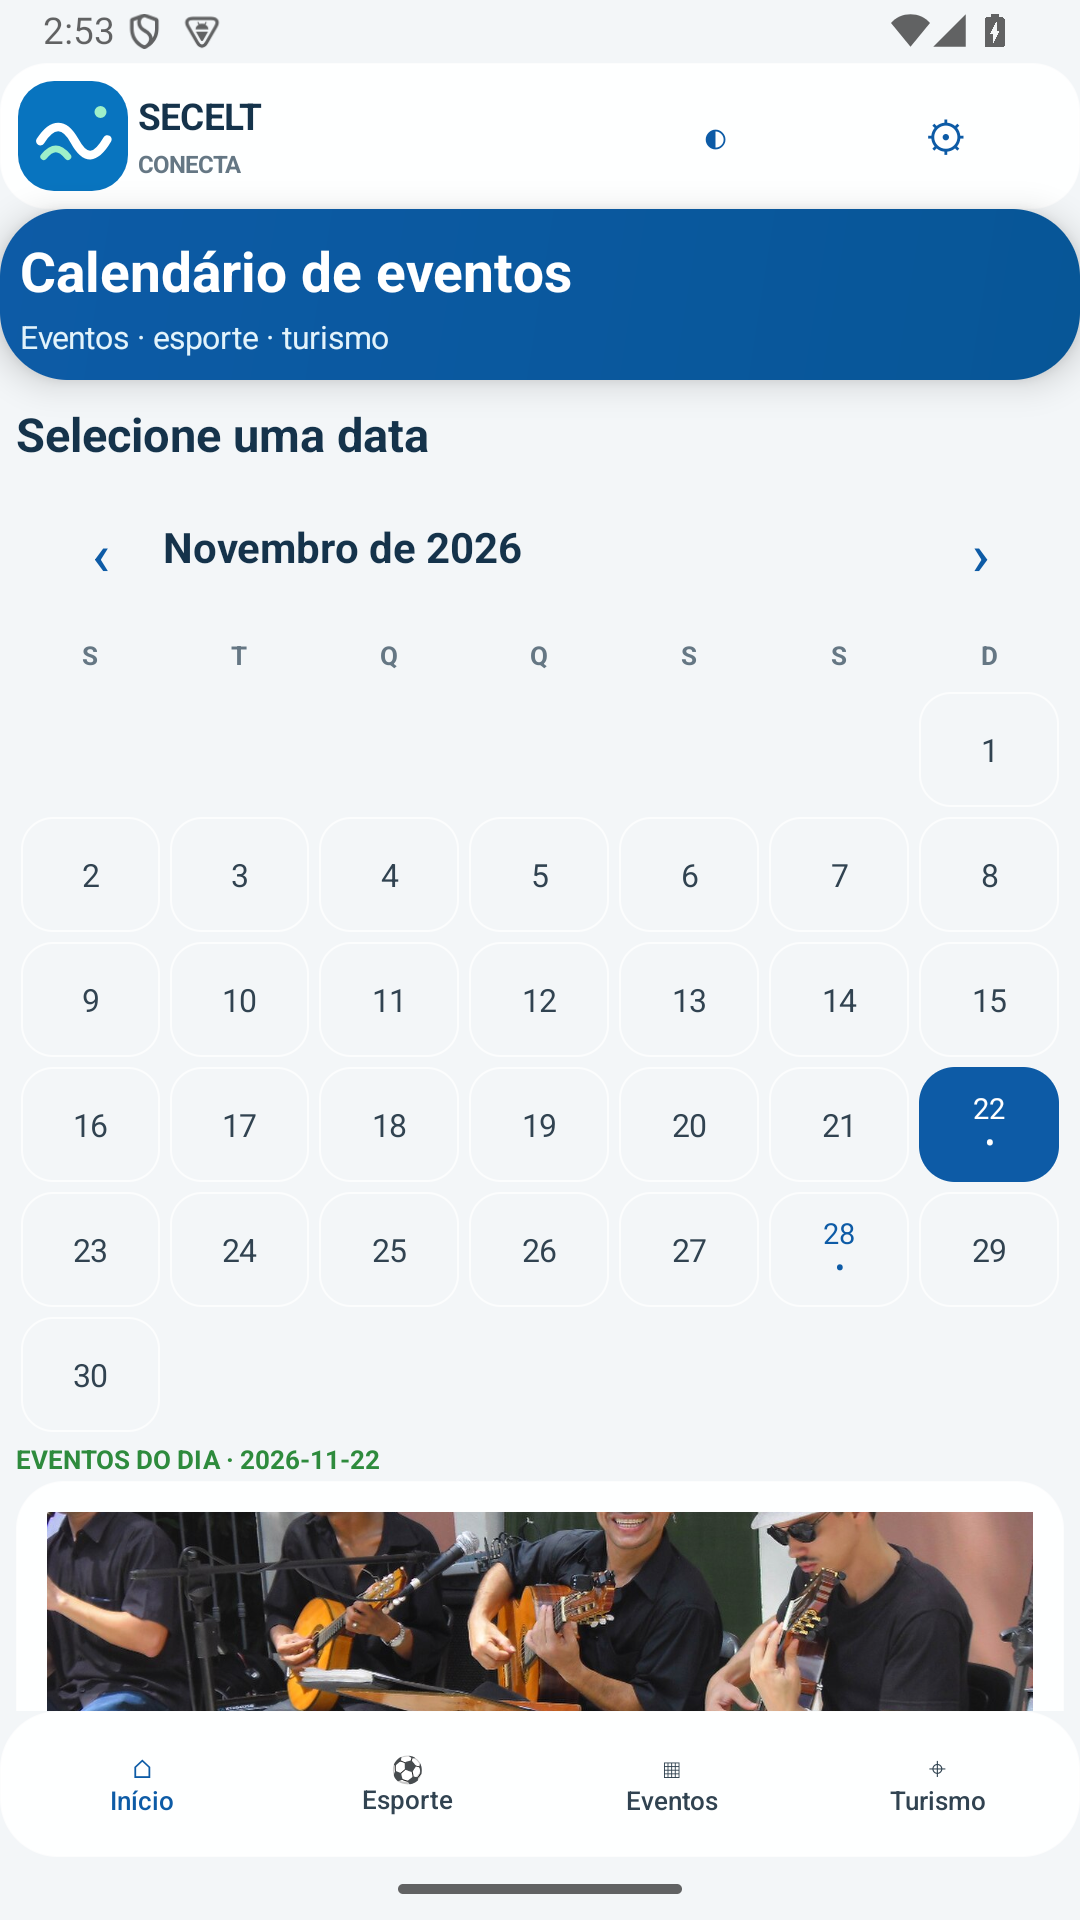 2:53
SECELT
CONECTA
Calendário de eventos
Eventos · esporte · turismo
Selecione uma data
‹ Novembro de 2026 ›
S T Q Q S S D
1
2 3 4 5 6 7 8
9 10 11 12 13 14 15
16 17 18 19 20 21 22
23 24 25 26 27 28 29
30
EVENTOS DO DIA · 2026-11-22
Início Esporte Eventos Turismo